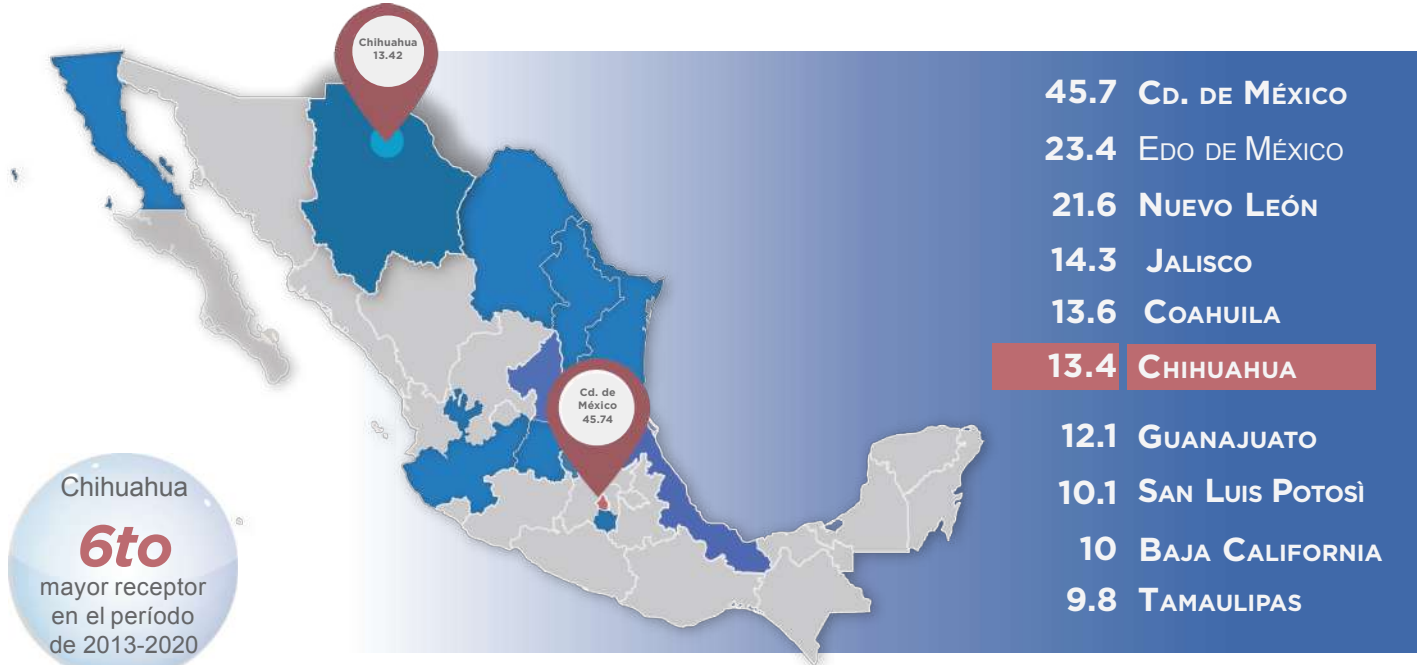 Chihuahua
13.42
Cd. de
México
45.74
Chihuahua
6to
mayor receptor
en el período
de 2013-2020
45.7 Cd. de México
23.4 Edo de México
21.6 Nuevo León
14.3 Jalisco
13.6 Coahuila
13.4 Chihuahua
12.1 Guanajuato
10.1 San Luis Potosì
10 Baja California
9.8 Tamaulipas